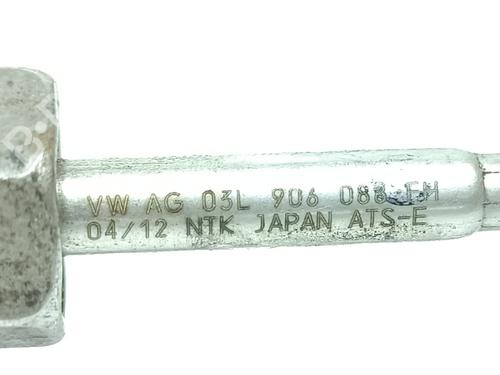 VW AG 03L 906 088
04/12 NTK JAPAN ATS-E